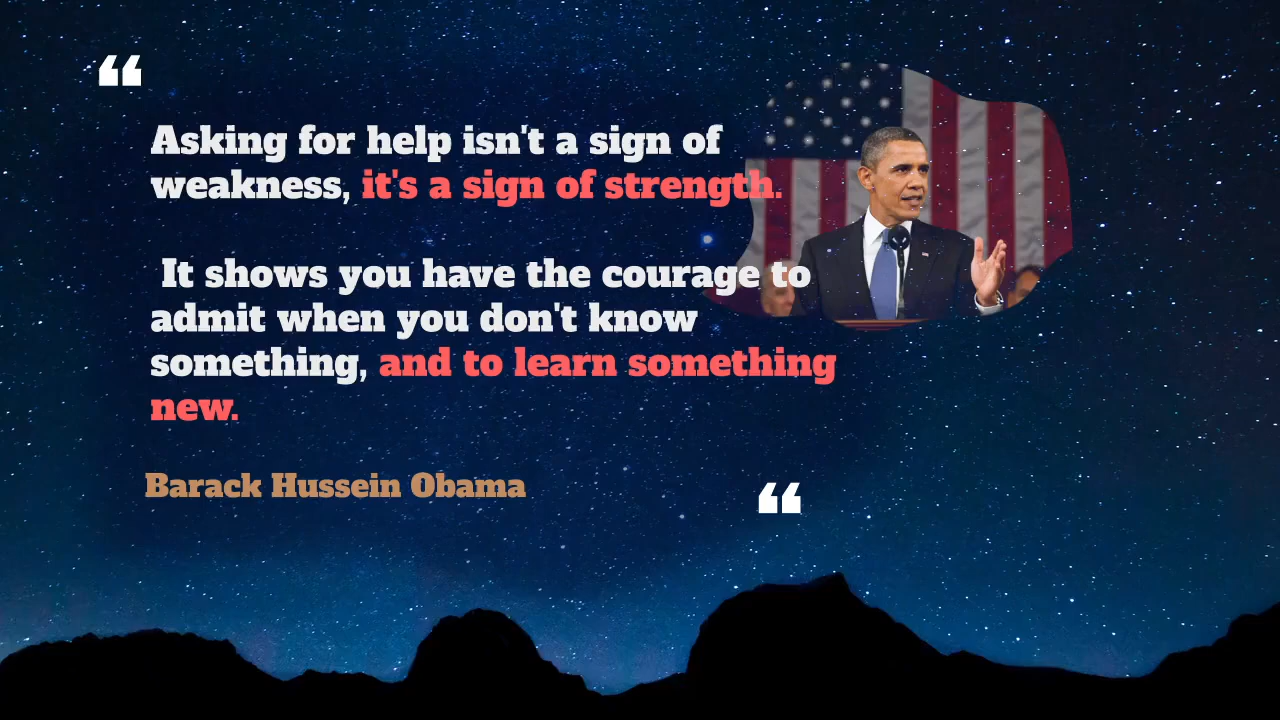 ❝
Asking for help isn't a sign of
weakness, it's a sign of strength.
It shows you have the courage to
admit when you don't know
something, and to learn something
new.
Barack Hussein Obama
❝